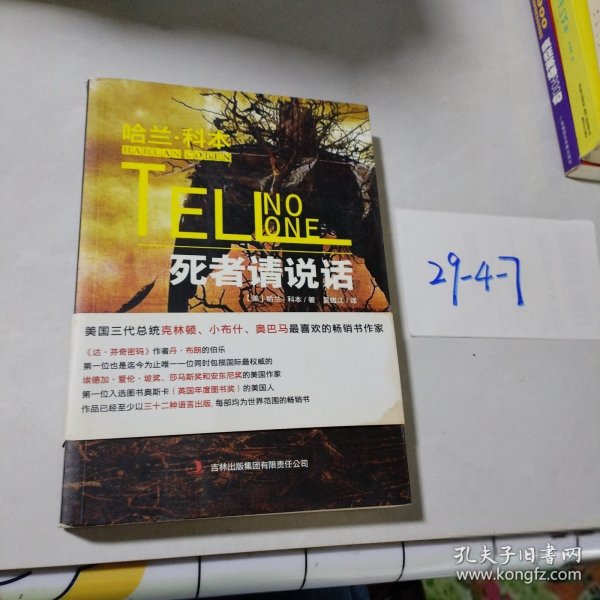 哈兰·科本
HARLAN COBEN
TELL NO ONE
死者请说话
【美】哈兰·科本/著 吴锴江/译
美国三代总统克林顿、小布什、奥巴马最喜欢的畅销书作家
《达·芬奇密码》作者丹·布朗的伯乐
第一位也是迄今为止唯一一位同时包揽国际最权威的
埃德加·爱伦·坡奖、莎马斯奖和安东尼奖的美国作家
第一位入选图书奥斯卡（英国年度图书奖）的美国人
作品已经至少以三十二种语言出版，每部均为世界范围的畅销书
吉林出版集团有限责任公司
29-4-7
孔夫子旧书网
www.kongfz.com